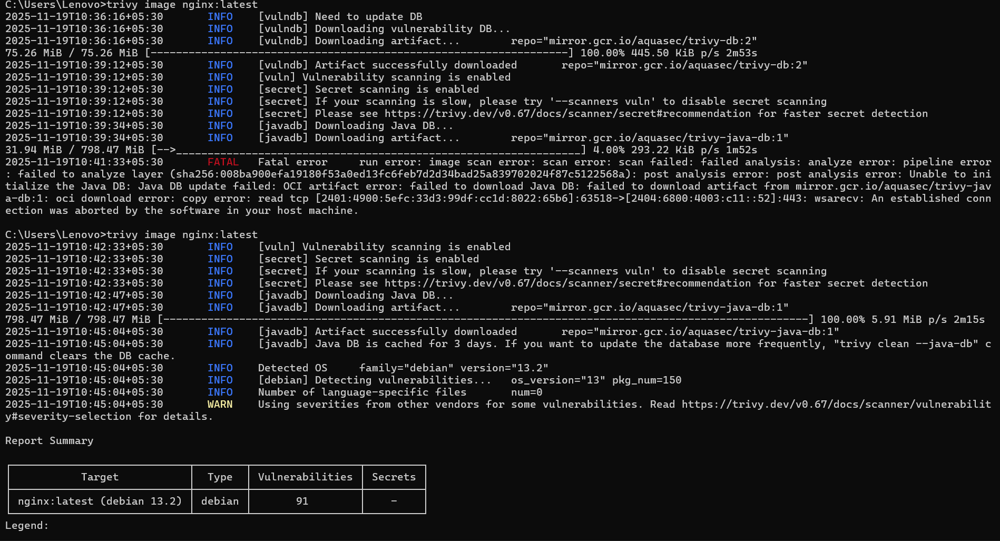 C:\Users\Lenovo>trivy image nginx:latest
2025-11-19T10:36:16+05:30       INFO    [vulndb] Need to update DB
2025-11-19T10:36:16+05:30       INFO    [vulndb] Downloading vulnerability DB...
2025-11-19T10:36:16+05:30       INFO    [vulndb] Downloading artifact...        repo="mirror.gcr.io/aquasec/trivy-db:2"
75.26 MiB / 75.26 MiB [------------------------------------------------------------------] 100.00% 445.50 KiB p/s 2m53s
2025-11-19T10:39:12+05:30       INFO    [vulndb] Artifact successfully downloaded       repo="mirror.gcr.io/aquasec/trivy-db:2"
2025-11-19T10:39:12+05:30       INFO    [vuln] Vulnerability scanning is enabled
2025-11-19T10:39:12+05:30       INFO    [secret] Secret scanning is enabled
2025-11-19T10:39:12+05:30       INFO    [secret] If your scanning is slow, please try '--scanners vuln' to disable secret scanning
2025-11-19T10:39:12+05:30       INFO    [secret] Please see https://trivy.dev/v0.67/docs/scanner/secret#recommendation for faster secret detection
2025-11-19T10:39:34+05:30       INFO    [javadb] Downloading Java DB...
2025-11-19T10:39:34+05:30       INFO    [javadb] Downloading artifact...        repo="mirror.gcr.io/aquasec/trivy-java-db:1"
31.94 MiB / 798.47 MiB [-->________________________________________________________________] 4.00% 293.22 KiB p/s 1m52s
2025-11-19T10:41:33+05:30       FATAL   Fatal error     run error: image scan error: scan error: scan failed: failed analysis: analyze error: pipeline error
: failed to analyze layer (sha256:008ba900efa19180f53a0ed13fc6feb7d2d34bad25a839702024f87c5122568a): post analysis error: post analysis error: Unable to ini
tialize the Java DB: Java DB update failed: OCI artifact error: failed to download Java DB: failed to download artifact from mirror.gcr.io/aquasec/trivy-jav
a-db:1: oci download error: copy error: read tcp [2401:4900:5efc:33d3:99df:cc1d:8022:65b6]:63518->[2404:6800:4003:c11::52]:443: wsarecv: An established conn
ection was aborted by the software in your host machine.
C:\Users\Lenovo>trivy image nginx:latest
2025-11-19T10:42:33+05:30       INFO    [vuln] Vulnerability scanning is enabled
2025-11-19T10:42:33+05:30       INFO    [secret] Secret scanning is enabled
2025-11-19T10:42:33+05:30       INFO    [secret] If your scanning is slow, please try '--scanners vuln' to disable secret scanning
2025-11-19T10:42:33+05:30       INFO    [secret] Please see https://trivy.dev/v0.67/docs/scanner/secret#recommendation for faster secret detection
2025-11-19T10:42:47+05:30       INFO    [javadb] Downloading Java DB...
2025-11-19T10:42:47+05:30       INFO    [javadb] Downloading artifact...        repo="mirror.gcr.io/aquasec/trivy-java-db:1"
798.47 MiB / 798.47 MiB [------------------------------------------------------------------------------------------------------] 100.00% 5.91 MiB p/s 2m15s
2025-11-19T10:45:04+05:30       INFO    [javadb] Artifact successfully downloaded       repo="mirror.gcr.io/aquasec/trivy-java-db:1"
2025-11-19T10:45:04+05:30       INFO    [javadb] Java DB is cached for 3 days. If you want to update the database more frequently, "trivy clean --java-db" c
ommand clears the DB cache.
2025-11-19T10:45:04+05:30       INFO    Detected OS     family="debian" version="13.2"
2025-11-19T10:45:04+05:30       INFO    [debian] Detecting vulnerabilities...   os_version="13" pkg_num=150
2025-11-19T10:45:04+05:30       INFO    Number of language-specific files       num=0
2025-11-19T10:45:04+05:30       WARN    Using severities from other vendors for some vulnerabilities. Read https://trivy.dev/v0.67/docs/scanner/vulnerabilit
y#severity-selection for details.
Report Summary
Target Type Vulnerabilities Secrets
nginx:latest (debian 13.2) debian 91 -
Legend: